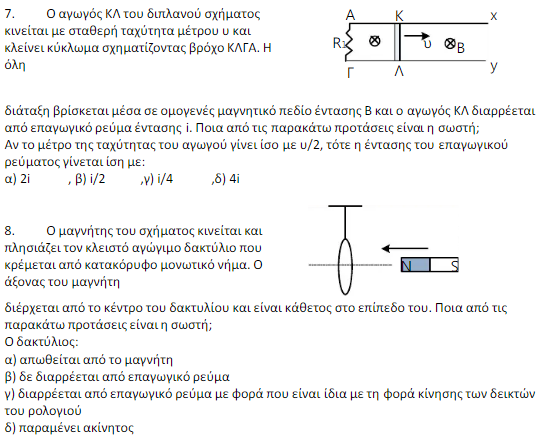 7. Ο αγωγός ΚΛ του διπλανού σχήματος
κινείται με σταθερή ταχύτητα μέτρου υ και
κλείνει κύκλωμα σχηματίζοντας βρόχο ΚΛΓΑ. Η
όλη
A K x
R1 υ B
Γ Λ y
διάταξη βρίσκεται μέσα σε ομογενές μαγνητικό πεδίο έντασης Β και ο αγωγός ΚΛ διαρρέεται
από επαγωγικό ρεύμα έντασης i. Ποια από τις παρακάτω προτάσεις είναι η σωστή;
Αν το μέτρο της ταχύτητας του αγωγού γίνει ίσο με υ/2, τότε η έντασης του επαγωγικού
ρεύματος γίνεται ίση με:
α) 2i , β) i/2 ,γ) i/4 ,δ) 4i
8. Ο μαγνήτης του σχήματος κινείται και
πλησιάζει τον κλειστό αγώγιμο δακτύλιο που
κρέμεται από κατακόρυφο μονωτικό νήμα. Ο
άξονας του μαγνήτη
N S
διέρχεται από το κέντρο του δακτυλίου και είναι κάθετος στο επίπεδο του. Ποια από τις
παρακάτω προτάσεις είναι η σωστή;
Ο δακτύλιος:
α) απωθείται από το μαγνήτη
β) δε διαρρέεται από επαγωγικό ρεύμα
γ) διαρρέεται από επαγωγικό ρεύμα με φορά που είναι ίδια με τη φορά κίνησης των δεικτών
του ρολογιού
δ) παραμένει ακίνητος